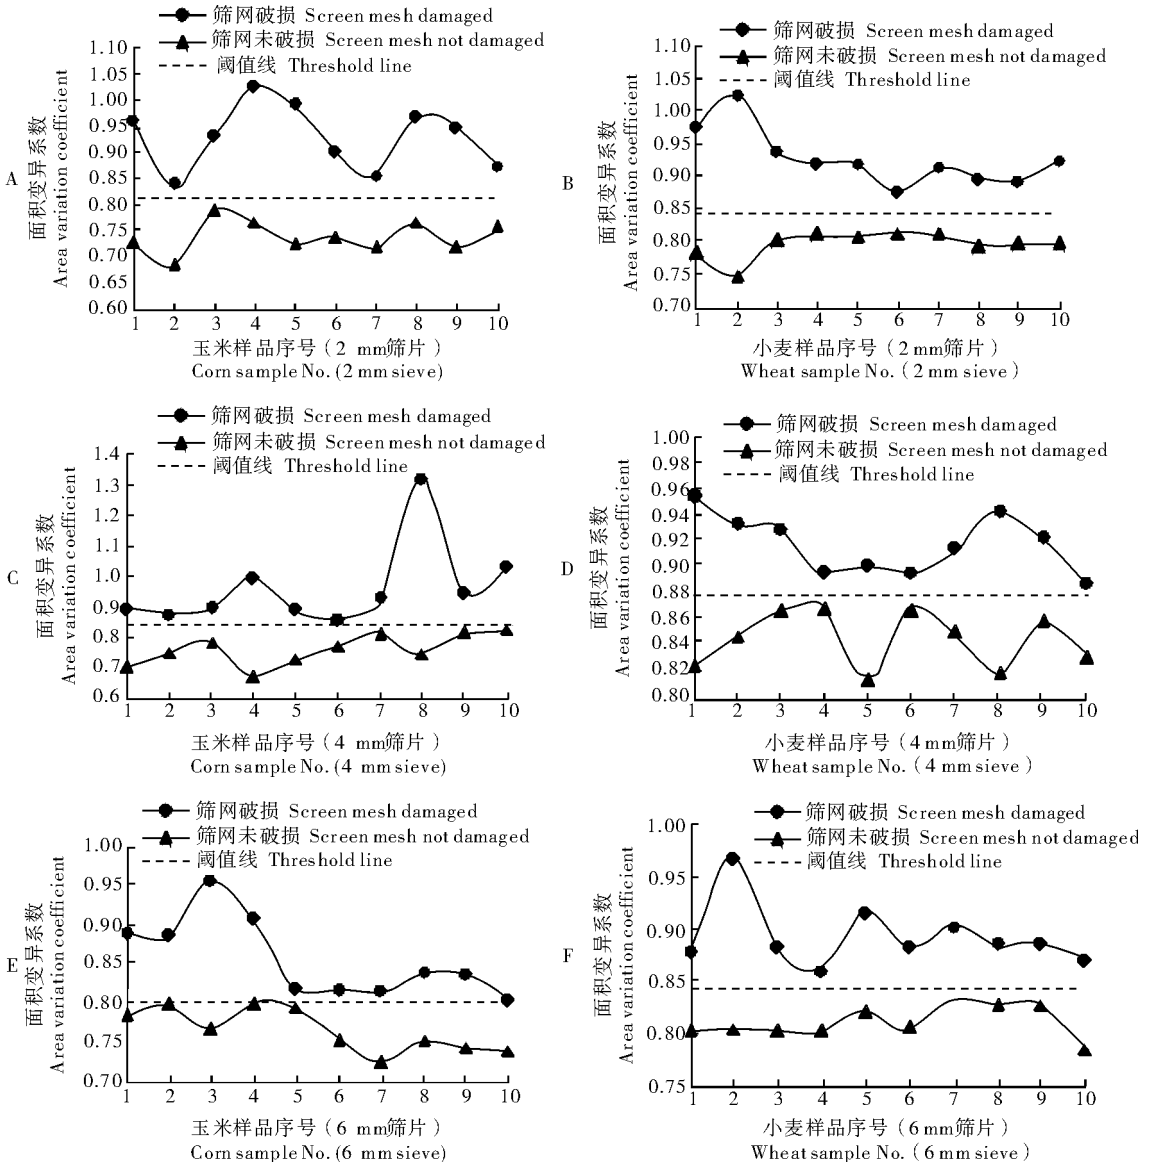 筛网破损 Screen mesh damaged
筛网未破损 Screen mesh not damaged
阈值线 Threshold line
1.10
1.05
1.00
0.95
0.90
0.85
0.80
0.75
0.70
0.65
0.60
面积变异系数
Area variation coefficient
A
1 2 3 4 5 6 7 8 9 10
玉米样品序号(2 mm筛片)
Corn sample No.(2 mm sieve)
筛网破损 Screen mesh damaged
筛网未破损 Screen mesh not damaged
阈值线 Threshold line
1.10
1.05
1.00
0.95
0.90
0.85
0.80
0.75
0.70
面积变异系数
Area variation coefficient
B
1 2 3 4 5 6 7 8 9 10
小麦样品序号(2 mm筛片)
Wheat sample No.(2 mm sieve)
筛网破损 Screen mesh damaged
筛网未破损 Screen mesh not damaged
阈值线 Threshold line
1.4
1.3
1.2
1.1
1.0
0.9
0.8
0.7
0.6
面积变异系数
Area variation coefficient
C
1 2 3 4 5 6 7 8 9 10
玉米样品序号(4 mm筛片)
Corn sample No.(4 mm sieve)
筛网破损 Screen mesh damaged
筛网未破损 Screen mesh not damaged
阈值线 Threshold line
1.00
0.98
0.96
0.94
0.92
0.90
0.88
0.86
0.84
0.82
0.80
面积变异系数
Area variation coefficient
D
1 2 3 4 5 6 7 8 9 10
小麦样品序号(4 mm筛片)
Wheat sample No.(4 mm sieve)
筛网破损 Screen mesh damaged
筛网未破损 Screen mesh not damaged
阈值线 Threshold line
1.00
0.95
0.90
0.85
0.80
0.75
0.70
面积变异系数
Area variation coefficient
E
1 2 3 4 5 6 7 8 9 10
玉米样品序号(6 mm筛片)
Corn sample No.(6 mm sieve)
筛网破损 Screen mesh damaged
筛网未破损 Screen mesh not damaged
阈值线 Threshold line
1.00
0.95
0.90
0.85
0.80
0.75
面积变异系数
Area variation coefficient
F
1 2 3 4 5 6 7 8 9 10
小麦样品序号(6 mm筛片)
Wheat sample No.(6 mm sieve)